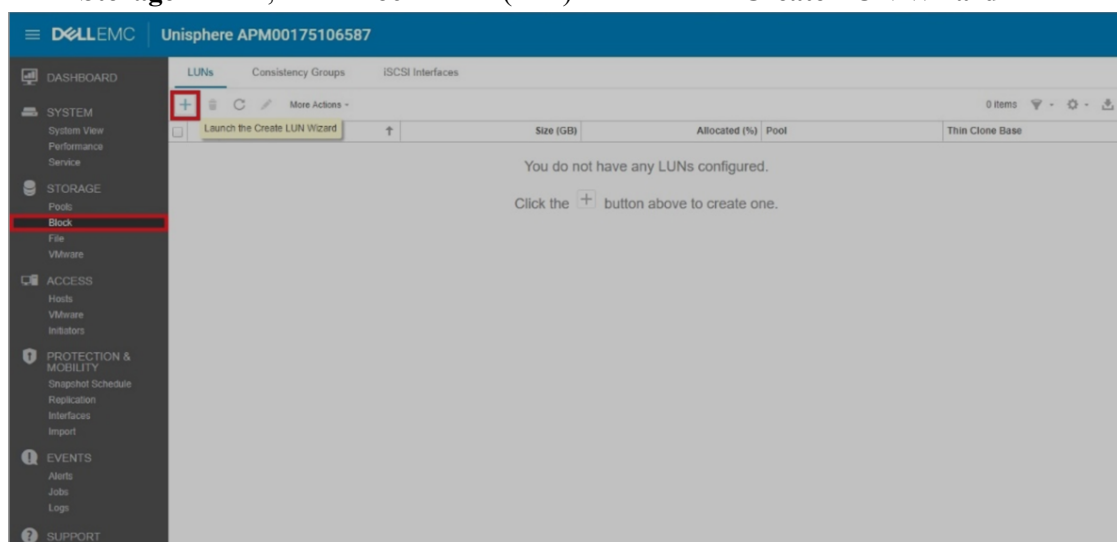 DELLEMC Unisphere APM00175106587
DASHBOARD
SYSTEM
System View
Performance
Service
STORAGE
Pools
Block
File
VMware
ACCESS
Hosts
VMware
Initiators
PROTECTION &
MOBILITY
Snapshot Schedule
Replication
Interfaces
Import
EVENTS
Alerts
Jobs
Logs
SUPPORT
LUNs Consistency Groups iSCSI Interfaces
More Actions 0 items
Launch the Create LUN Wizard Size (GB) Allocated (%) Pool Thin Clone Base
You do not have any LUNs configured.
Click the + button above to create one.